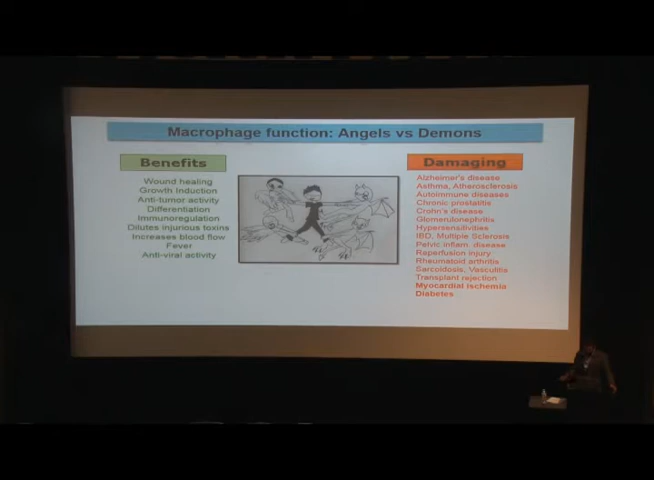 Macrophage function: Angels vs Demons
Benefits
Wound healing
Growth Induction
Anti-tumor activity
Differentiation
Immunoregulation
Dilutes injurious toxins
Increases blood flow
Fever
Anti-viral activity
Damaging
Alzheimer's disease
Asthma, Atherosclerosis
Autoimmune diseases
Chronic prostatitis
Crohn's disease
Glomerulonephritis
Hypersensitivities
IBD, Multiple Sclerosis
Pelvic inflam. disease
Reperfusion injury
Rheumatoid arthritis
Sarcoidosis, Vasculitis
Transplant rejection
Myocardial Ischemia
Diabetes